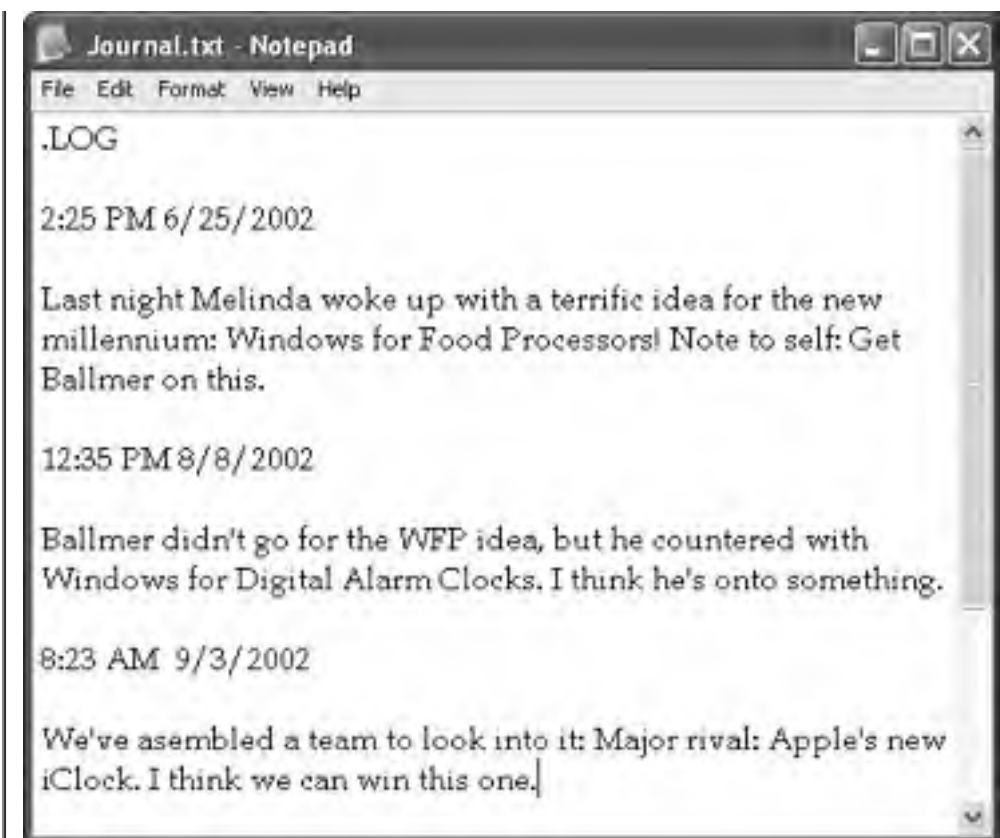 Journal.txt - Notepad
File Edit Format View Help
.LOG
2:25 PM 6/25/2002
Last night Melinda woke up with a terrific idea for the new
millennium: Windows for Food Processors! Note to self: Get
Ballmer on this.
12:35 PM 8/8/2002
Ballmer didn't go for the WFP idea, but he countered with
Windows for Digital Alarm Clocks. I think he's onto something.
8:23 AM 9/3/2002
We've asembled a team to look into it: Major rival: Apple's new
iClock. I think we can win this one.